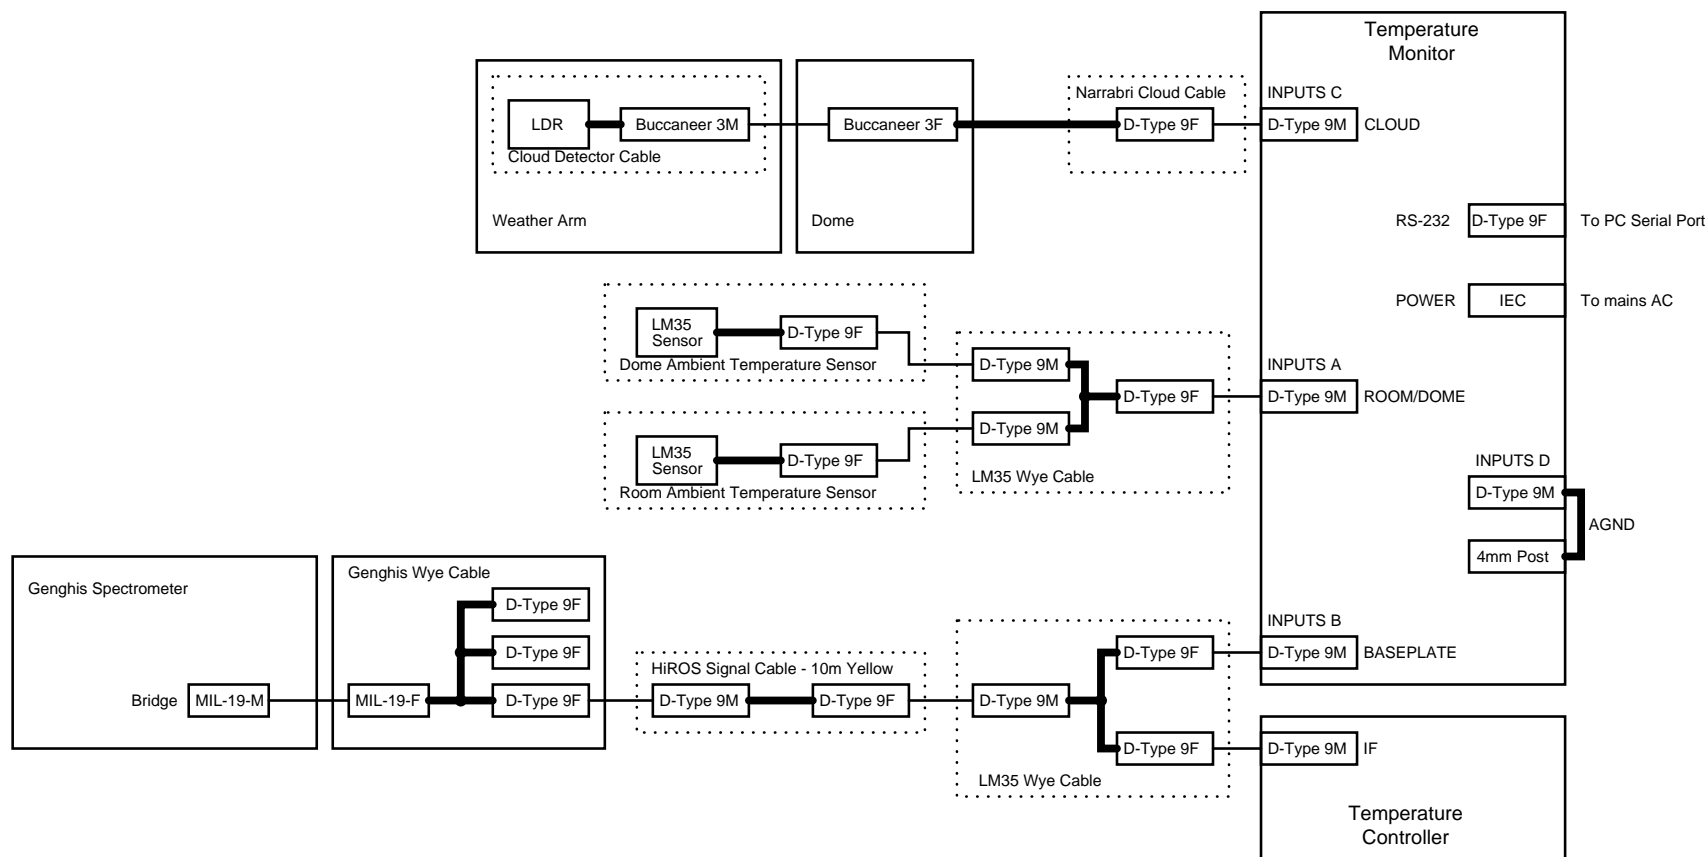 Temperature
Monitor
Narrabri Cloud Cable
INPUTS C
LDR
Buccaneer 3M
Buccaneer 3F
D-Type 9F
D-Type 9M
CLOUD
Cloud Detector Cable
Weather Arm
Dome
RS-232
D-Type 9F
To PC Serial Port
POWER
IEC
To mains AC
LM35
Sensor
D-Type 9F
Dome Ambient Temperature Sensor
D-Type 9M
INPUTS A
D-Type 9F
D-Type 9M
ROOM/DOME
D-Type 9M
LM35
Sensor
D-Type 9F
Room Ambient Temperature Sensor
LM35 Wye Cable
INPUTS D
D-Type 9M
AGND
4mm Post
Genghis Spectrometer
Genghis Wye Cable
D-Type 9F
D-Type 9F
INPUTS B
D-Type 9F
D-Type 9M
BASEPLATE
HiROS Signal Cable - 10m Yellow
Bridge
MIL-19-M
MIL-19-F
D-Type 9F
D-Type 9M
D-Type 9F
D-Type 9M
D-Type 9F
D-Type 9M
IF
LM35 Wye Cable
Temperature
Controller